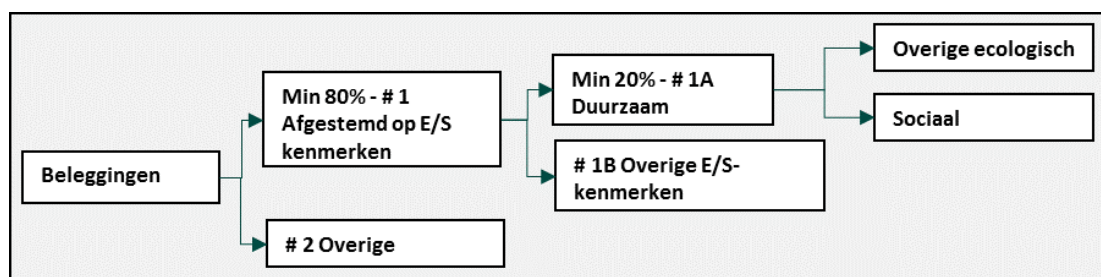 Beleggingen
Min 80% - # 1
Afgestemd op E/S
kenmerken
# 2 Overige
Min 20% - # 1A
Duurzaam
# 1B Overige E/S-
kenmerken
Overige ecologisch
Sociaal